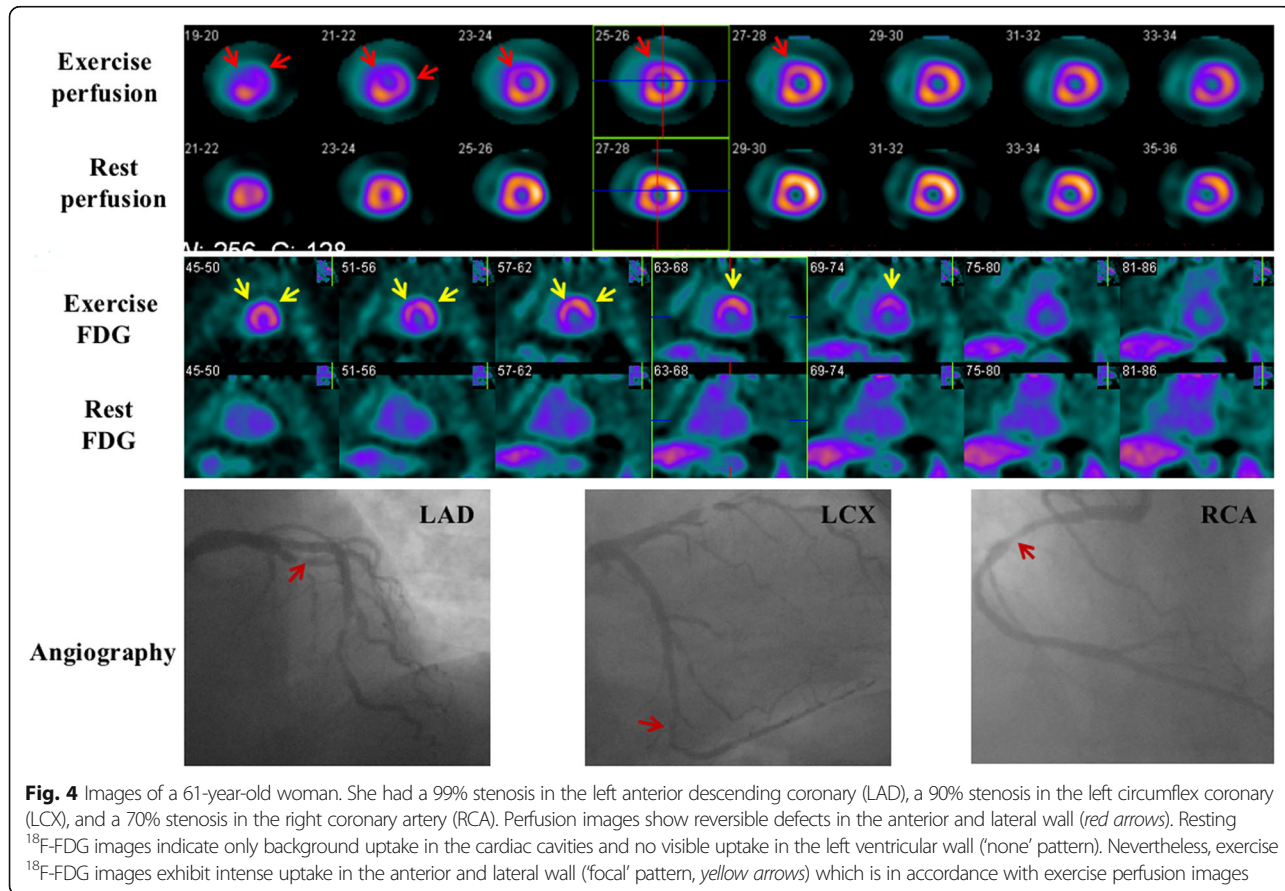 Exercise
perfusion
19-20 21-22 23-24 25-26 27-28 29-30 31-32 33-34
Rest
perfusion
21-22 23-24 25-26 27-28 29-30 31-32 33-34 35-36
Exercise
FDG
45-50 51-56 57-62 63-68 69-74 75-80 81-86
Rest
FDG
45-50 51-56 57-62 63-68 69-74 75-80 81-86
Angiography
LAD LCX RCA
Fig. 4 Images of a 61-year-old woman. She had a 99% stenosis in the left anterior descending coronary (LAD), a 90% stenosis in the left circumflex coronary
(LCX), and a 70% stenosis in the right coronary artery (RCA). Perfusion images show reversible defects in the anterior and lateral wall (red arrows). Resting
¹⁸F-FDG images indicate only background uptake in the cardiac cavities and no visible uptake in the left ventricular wall (‘none’ pattern). Nevertheless, exercise
¹⁸F-FDG images exhibit intense uptake in the anterior and lateral wall (‘focal’ pattern, yellow arrows) which is in accordance with exercise perfusion images